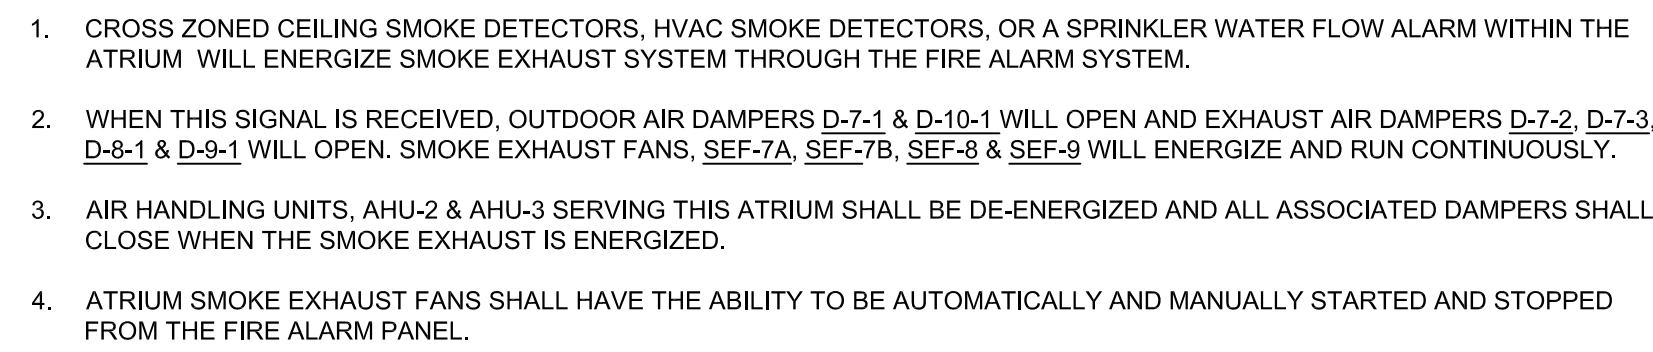 1. CROSS ZONED CEILING SMOKE DETECTORS, HVAC SMOKE DETECTORS, OR A SPRINKLER WATER FLOW ALARM WITHIN THE
ATRIUM WILL ENERGIZE SMOKE EXHAUST SYSTEM THROUGH THE FIRE ALARM SYSTEM.
2. WHEN THIS SIGNAL IS RECEIVED, OUTDOOR AIR DAMPERS D-7-1 & D-10-1 WILL OPEN AND EXHAUST AIR DAMPERS D-7-2, D-7-3,
D-8-1 & D-9-1 WILL OPEN. SMOKE EXHAUST FANS, SEF-7A, SEF-7B, SEF-8 & SEF-9 WILL ENERGIZE AND RUN CONTINUOUSLY.
3. AIR HANDLING UNITS, AHU-2 & AHU-3 SERVING THIS ATRIUM SHALL BE DE-ENERGIZED AND ALL ASSOCIATED DAMPERS SHALL
CLOSE WHEN THE SMOKE EXHAUST IS ENERGIZED.
4. ATRIUM SMOKE EXHAUST FANS SHALL HAVE THE ABILITY TO BE AUTOMATICALLY AND MANUALLY STARTED AND STOPPED
FROM THE FIRE ALARM PANEL.